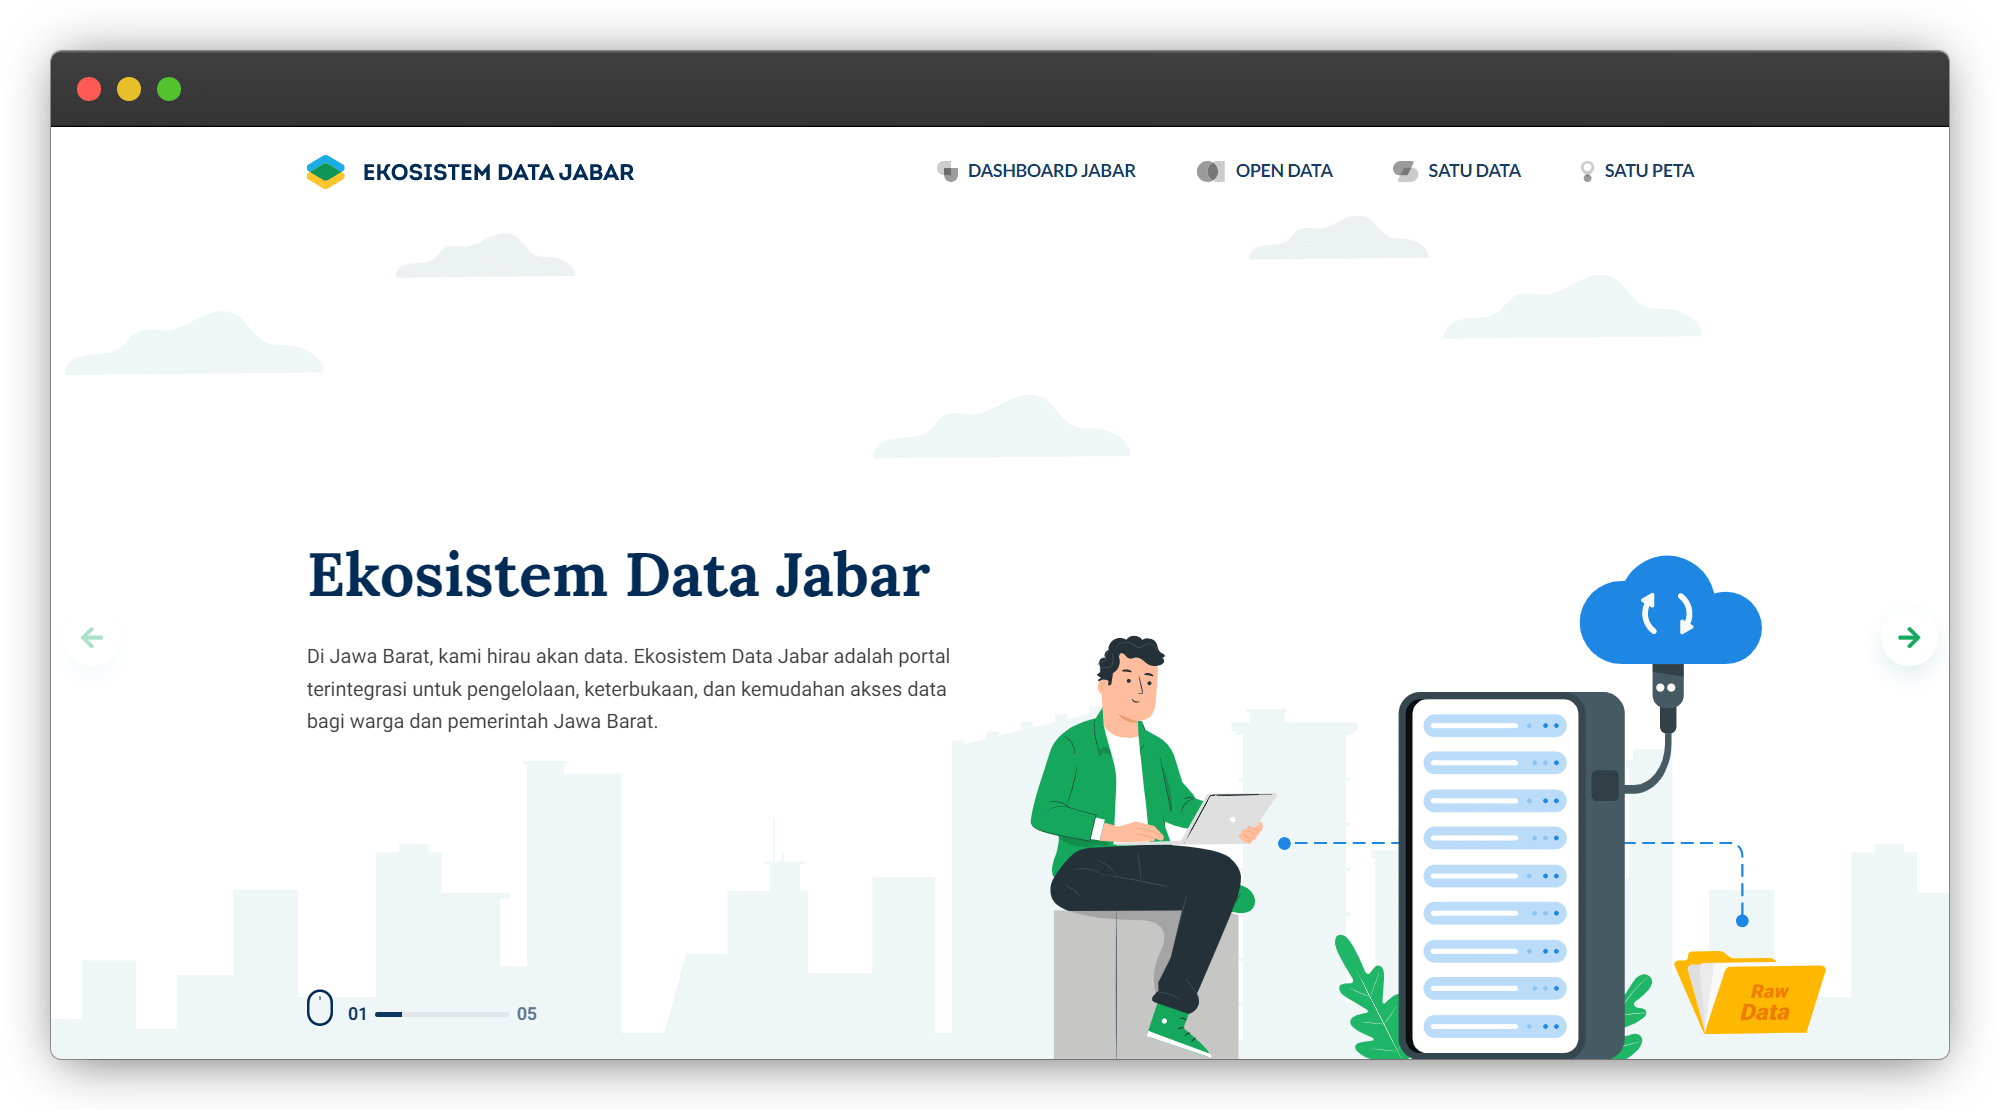 EKOSISTEM DATA JABAR
DASHBOARD JABAR
OPEN DATA
SATU DATA
SATU PETA
Ekosistem Data Jabar
Di Jawa Barat, kami hirau akan data. Ekosistem Data Jabar adalah portal
terintegrasi untuk pengelolaan, keterbukaan, dan kemudahan akses data
bagi warga dan pemerintah Jawa Barat.
Raw
Data
01
05